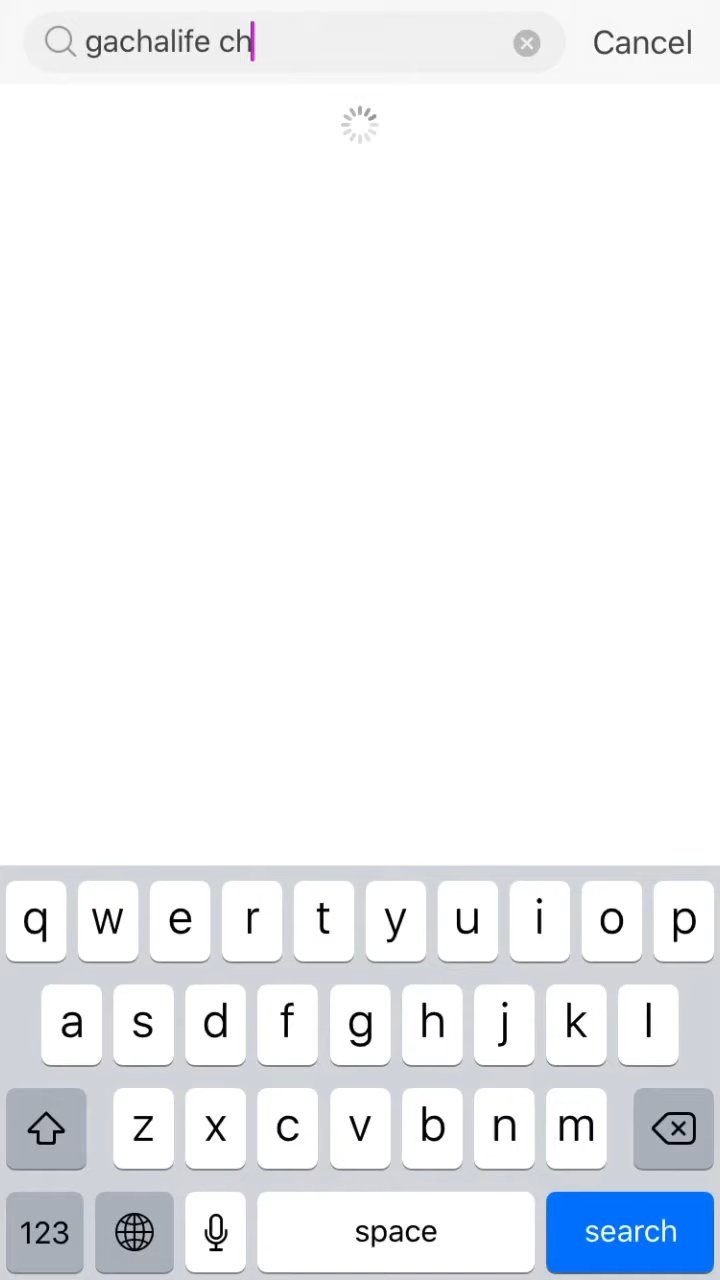 gachalife ch
Cancel
q w e r t y u i o p
a s d f g h j k l
z x c v b n m
123 space search